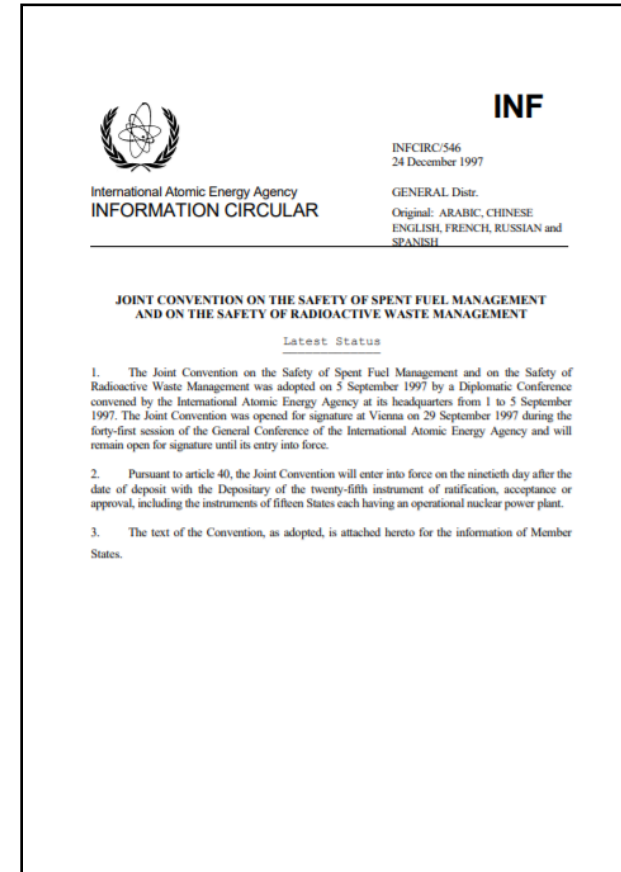 INF
INFCIRC/546
24 December 1997
International Atomic Energy Agency
INFORMATION CIRCULAR
GENERAL Distr.
Original: ARABIC, CHINESE
ENGLISH, FRENCH, RUSSIAN and
SPANISH
JOINT CONVENTION ON THE SAFETY OF SPENT FUEL MANAGEMENT
AND ON THE SAFETY OF RADIOACTIVE WASTE MANAGEMENT
Latest Status
1. The Joint Convention on the Safety of Spent Fuel Management and on the Safety of
Radioactive Waste Management was adopted on 5 September 1997 by a Diplomatic Conference
convened by the International Atomic Energy Agency at its headquarters from 1 to 5 September
1997. The Joint Convention was opened for signature at Vienna on 29 September 1997 during the
forty-first session of the General Conference of the International Atomic Energy Agency and will
remain open for signature until its entry into force.
2. Pursuant to article 40, the Joint Convention will enter into force on the ninetieth day after the
date of deposit with the Depositary of the twenty-fifth instrument of ratification, acceptance or
approval, including the instruments of fifteen States each having an operational nuclear power plant.
3. The text of the Convention, as adopted, is attached hereto for the information of Member
States.